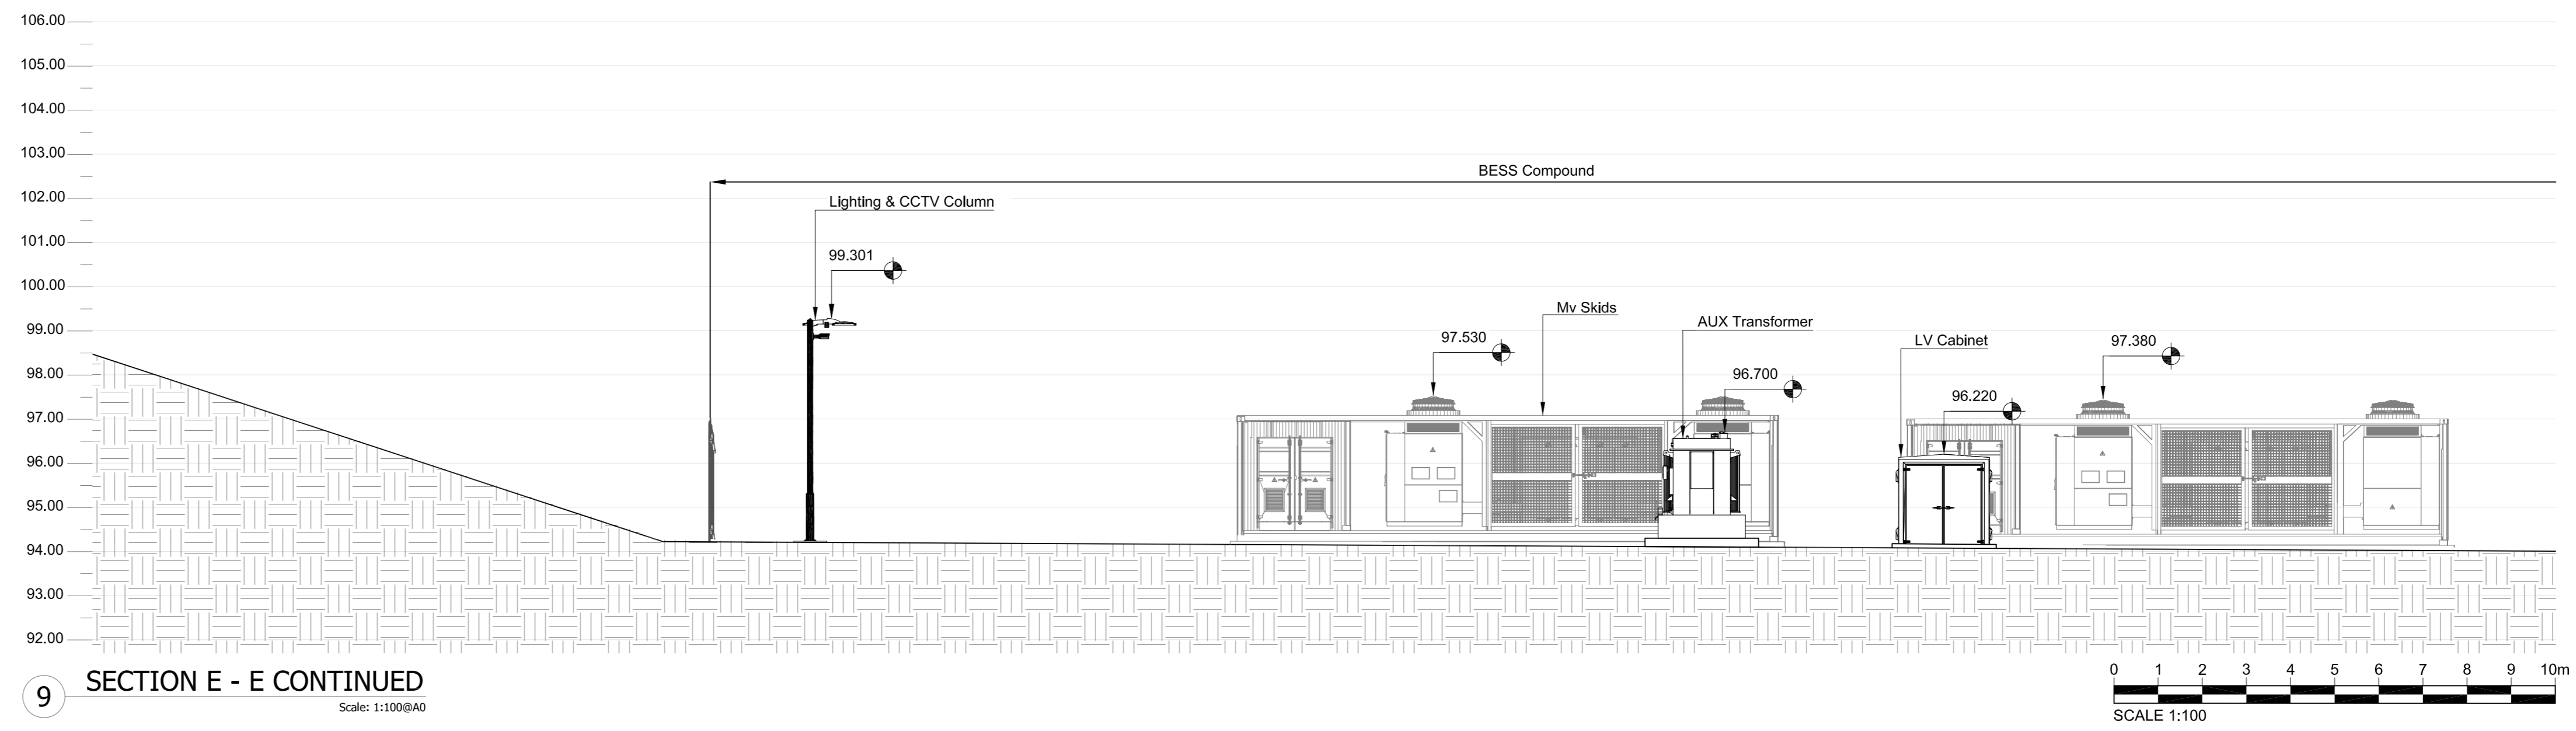 106.00
105.00
104.00
103.00
102.00
101.00
100.00
99.00
98.00
97.00
96.00
95.00
94.00
93.00
92.00
BESS Compound
Lighting & CCTV Column
99.301
Mv Skids
97.530
AUX Transformer
96.700
LV Cabinet
96.220
97.380
9
SECTION E - E CONTINUED
Scale: 1:100@A0
0 1 2 3 4 5 6 7 8 9 10m
SCALE 1:100